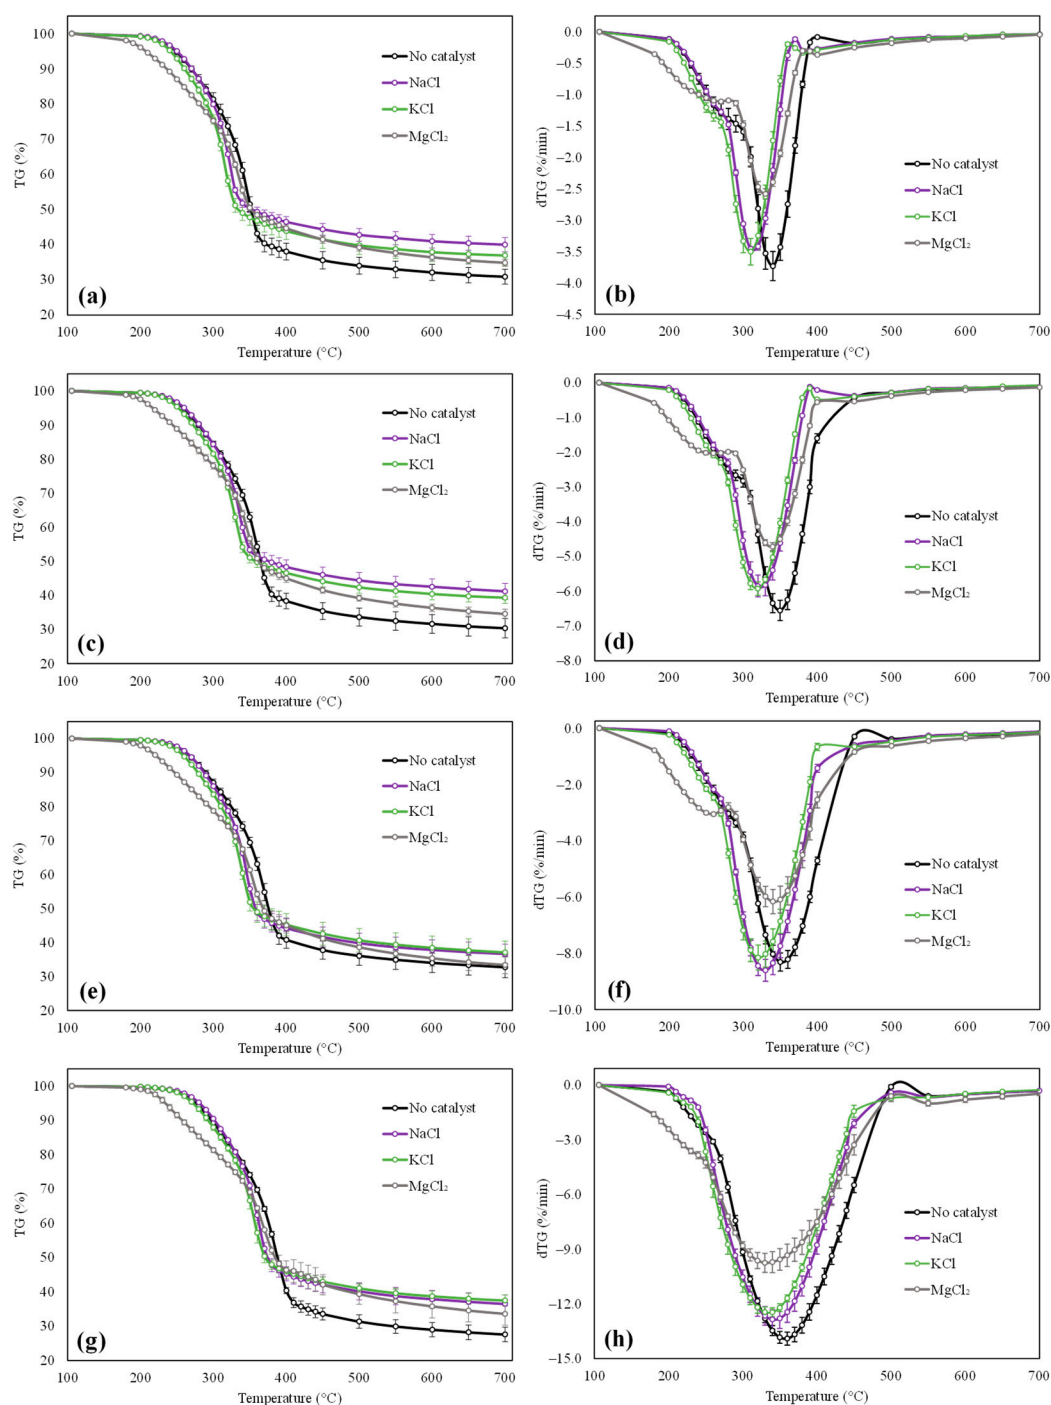 100
90
80
70
60
50
40
30
20
TG (%)
No catalyst
NaCl
KCl
MgCl₂
(a)
100 200 300 400 500 600 700
Temperature (°C)
0.0
−0.5
−1.0
−1.5
−2.0
−2.5
−3.0
−3.5
−4.0
−4.5
dTG (%/min)
No catalyst
NaCl
KCl
MgCl₂
(b)
100 200 300 400 500 600 700
Temperature (°C)
100
90
80
70
60
50
40
30
20
TG (%)
No catalyst
NaCl
KCl
MgCl₂
(c)
100 200 300 400 500 600 700
Temperature (°C)
0.0
−1.0
−2.0
−3.0
−4.0
−5.0
−6.0
−7.0
−8.0
dTG (%/min)
No catalyst
NaCl
KCl
MgCl₂
(d)
100 200 300 400 500 600 700
Temperature (°C)
100
90
80
70
60
50
40
30
20
TG (%)
No catalyst
NaCl
KCl
MgCl₂
(e)
100 200 300 400 500 600 700
Temperature (°C)
0.0
−2.0
−4.0
−6.0
−8.0
−10.0
dTG (%/min)
No catalyst
NaCl
KCl
MgCl₂
(f)
100 200 300 400 500 600 700
Temperature (°C)
100
90
80
70
60
50
40
30
20
TG (%)
No catalyst
NaCl
KCl
MgCl₂
(g)
100 200 300 400 500 600 700
Temperature (°C)
0.0
−3.0
−6.0
−9.0
−12.0
−15.0
dTG (%/min)
No catalyst
NaCl
KCl
MgCl₂
(h)
100 200 300 400 500 600 700
Temperature (°C)